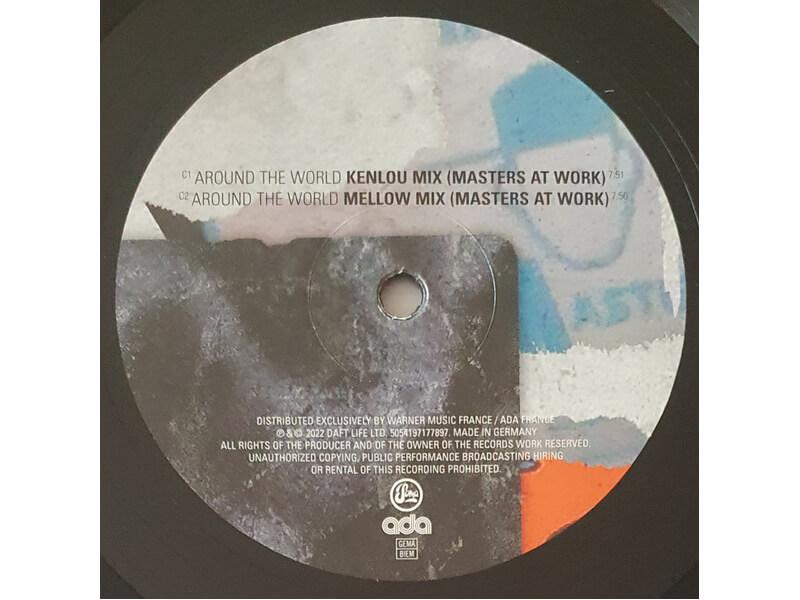 C1 AROUND THE WORLD KENLOU MIX (MASTERS AT WORK) 7:51
C2 AROUND THE WORLD MELLOW MIX (MASTERS AT WORK) 7:50
AST
DISTRIBUTED EXCLUSIVELY BY WARNER MUSIC FRANCE / ADA FRANCE
℗ & © 2022 DAFT LIFE LTD. 5054197177897. MADE IN GERMANY
ALL RIGHTS OF THE PRODUCER AND OF THE OWNER OF THE RECORDS WORK RESERVED.
UNAUTHORIZED COPYING, PUBLIC PERFORMANCE BROADCASTING HIRING
OR RENTAL OF THIS RECORDING PROHIBITED.
Soma
ada
GEMA
BIEM